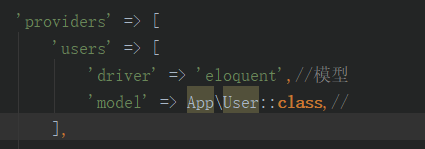 'providers' => [
'users' => [
'driver' => 'eloquent',//模型
'model' => App\User::class,//
],